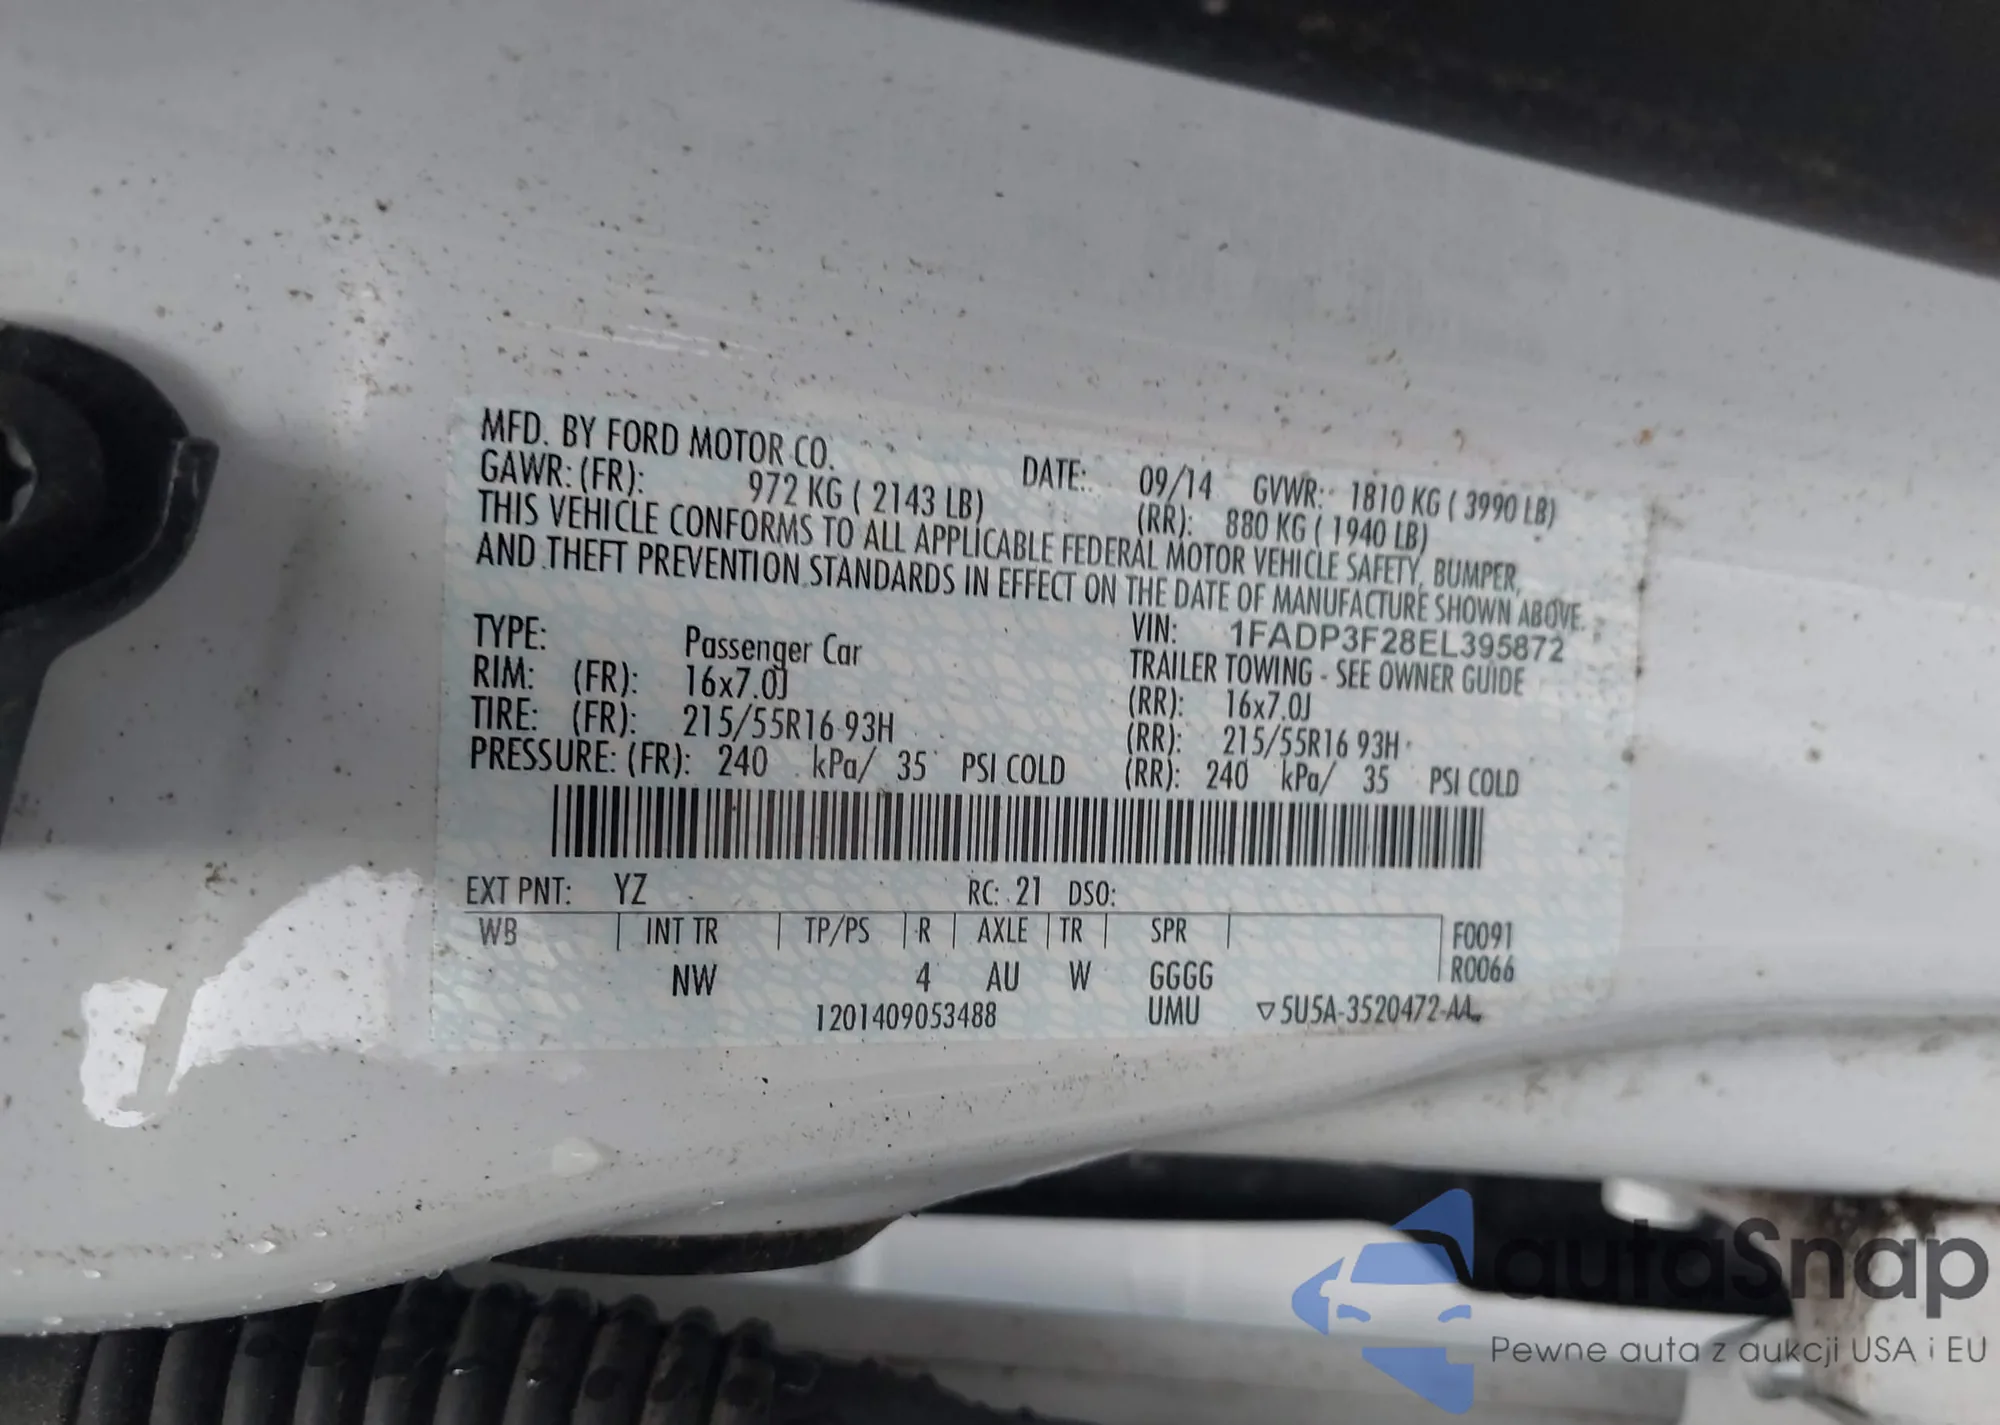 MFD. BY FORD MOTOR CO.
DATE: 09/14 GVWR: 1810 KG ( 3990 LB)
GAWR: (FR): 972 KG ( 2143 LB) (RR): 880 KG ( 1940 LB)
THIS VEHICLE CONFORMS TO ALL APPLICABLE FEDERAL MOTOR VEHICLE SAFETY, BUMPER,
AND THEFT PREVENTION STANDARDS IN EFFECT ON THE DATE OF MANUFACTURE SHOWN ABOVE.
VIN: 1FADP3F28EL395872
TYPE: Passenger Car TRAILER TOWING - SEE OWNER GUIDE
RIM: (FR): 16x7.0J (RR): 16x7.0J
TIRE: (FR): 215/55R16 93H (RR): 215/55R16 93H
PRESSURE: (FR): 240 kPa/ 35 PSI COLD (RR): 240 kPa/ 35 PSI COLD
EXT PNT: YZ RC: 21 DSO:
WB INT TR TP/PS R AXLE TR SPR F0091
NW 4 AU W GGGG R0066
1201409053488 UMU ▽5U5A-3520472-AA
autaSnap
Pewne auta z aukcji USA i EU